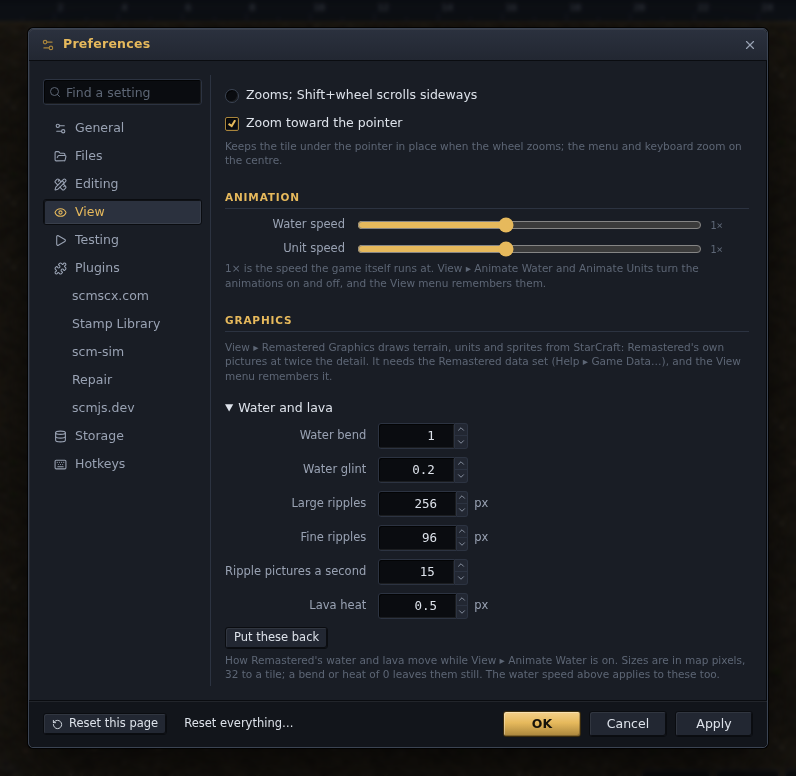 Preferences
Find a setting
General
Files
Editing
View
Testing
Plugins
scmscx.com
Stamp Library
scm-sim
Repair
scmjs.dev
Storage
Hotkeys
Zooms; Shift+wheel scrolls sideways
Zoom toward the pointer
Keeps the tile under the pointer in place when the wheel zooms; the menu and keyboard zoom on
the centre.
ANIMATION
Water speed 1×
Unit speed 1×
1× is the speed the game itself runs at. View ▸ Animate Water and Animate Units turn the
animations on and off, and the View menu remembers them.
GRAPHICS
View ▸ Remastered Graphics draws terrain, units and sprites from StarCraft: Remastered's own
pictures at twice the detail. It needs the Remastered data set (Help ▸ Game Data...), and the View
menu remembers it.
▼ Water and lava
Water bend 1
Water glint 0.2
Large ripples 256 px
Fine ripples 96 px
Ripple pictures a second 15
Lava heat 0.5 px
Put these back
How Remastered's water and lava move while View ▸ Animate Water is on. Sizes are in map pixels,
32 to a tile; a bend or heat of 0 leaves them still. The water speed above applies to these too.
Reset this page
Reset everything...
OK
Cancel
Apply